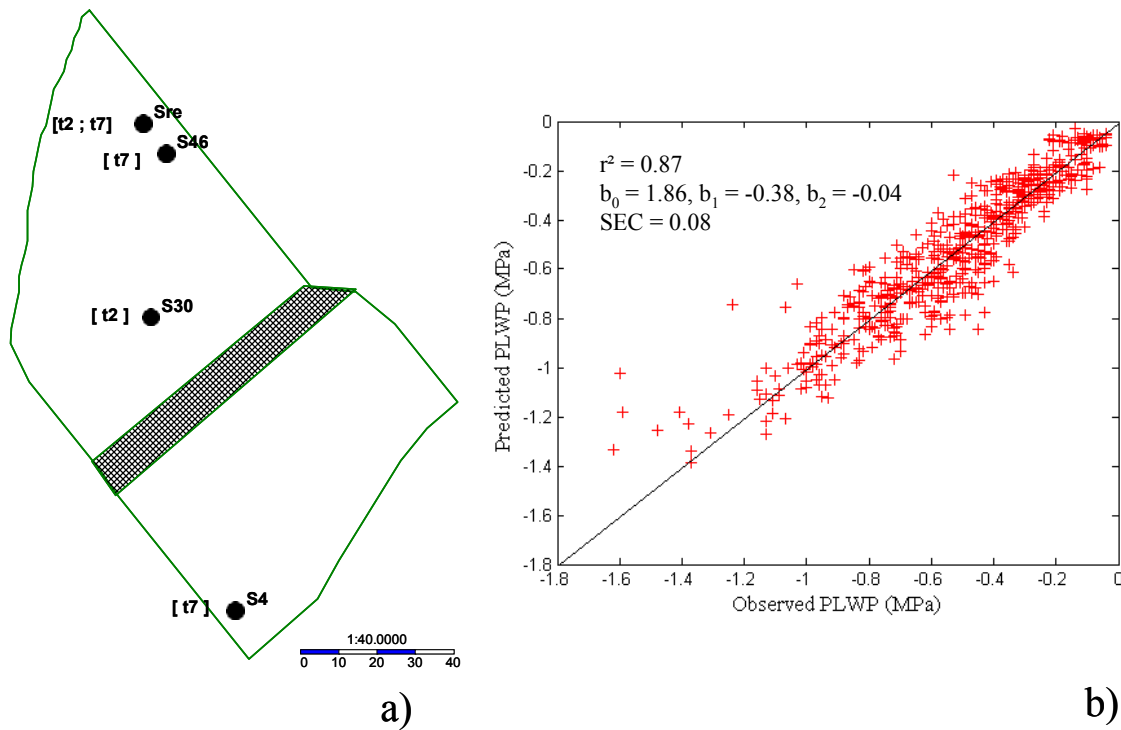 Sre
[t2 ; t7]
S46
[ t7 ]
S30
[ t2 ]
S4
[ t7 ]
1:40.0000
0 10 20 30 40
a)
r² = 0.87
b0 = 1.86, b1 = -0.38, b2 = -0.04
SEC = 0.08
Predicted PLWP (MPa)
0
-0.2
-0.4
-0.6
-0.8
-1
-1.2
-1.4
-1.6
-1.8
-1.8 -1.6 -1.4 -1.2 -1 -0.8 -0.6 -0.4 -0.2 0
Observed PLWP (MPa)
b)